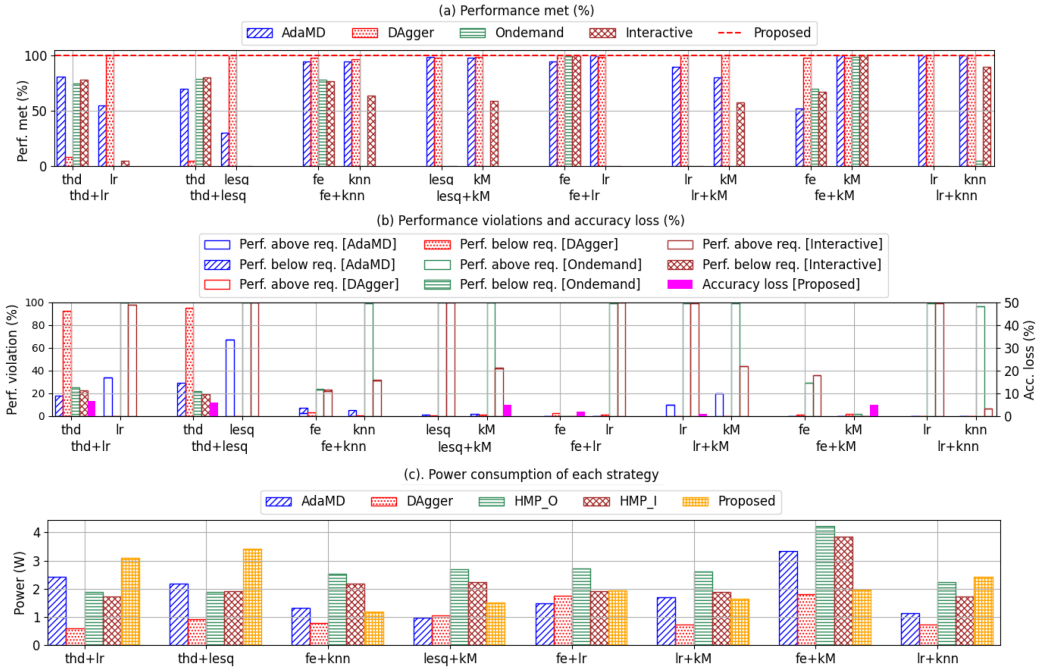 (a) Performance met (%)
AdaMD DAgger Ondemand Interactive Proposed
100
50
0
Perf. met (%)
thd lr thd lesq fe knn lesq kM fe lr lr kM fe kM lr knn
thd+lr thd+lesq fe+knn lesq+kM fe+lr lr+kM fe+kM lr+knn
(b) Performance violations and accuracy loss (%)
Perf. above req. [AdaMD] Perf. below req. [DAgger] Perf. above req. [Interactive]
Perf. below req. [AdaMD] Perf. above req. [Ondemand] Perf. below req. [Interactive]
Perf. above req. [DAgger] Perf. below req. [Ondemand] Accuracy loss [Proposed]
100 50
80 40
60 30
40 20
20 10
0 0
Perf. violation (%)
Acc. loss (%)
thd lr thd lesq fe knn lesq kM fe lr lr kM fe kM lr knn
thd+lr thd+lesq fe+knn lesq+kM fe+lr lr+kM fe+kM lr+knn
(c). Power consumption of each strategy
AdaMD DAgger HMP_O HMP_I Proposed
4
3
2
1
0
Power (W)
thd+lr thd+lesq fe+knn lesq+kM fe+lr lr+kM fe+kM lr+knn